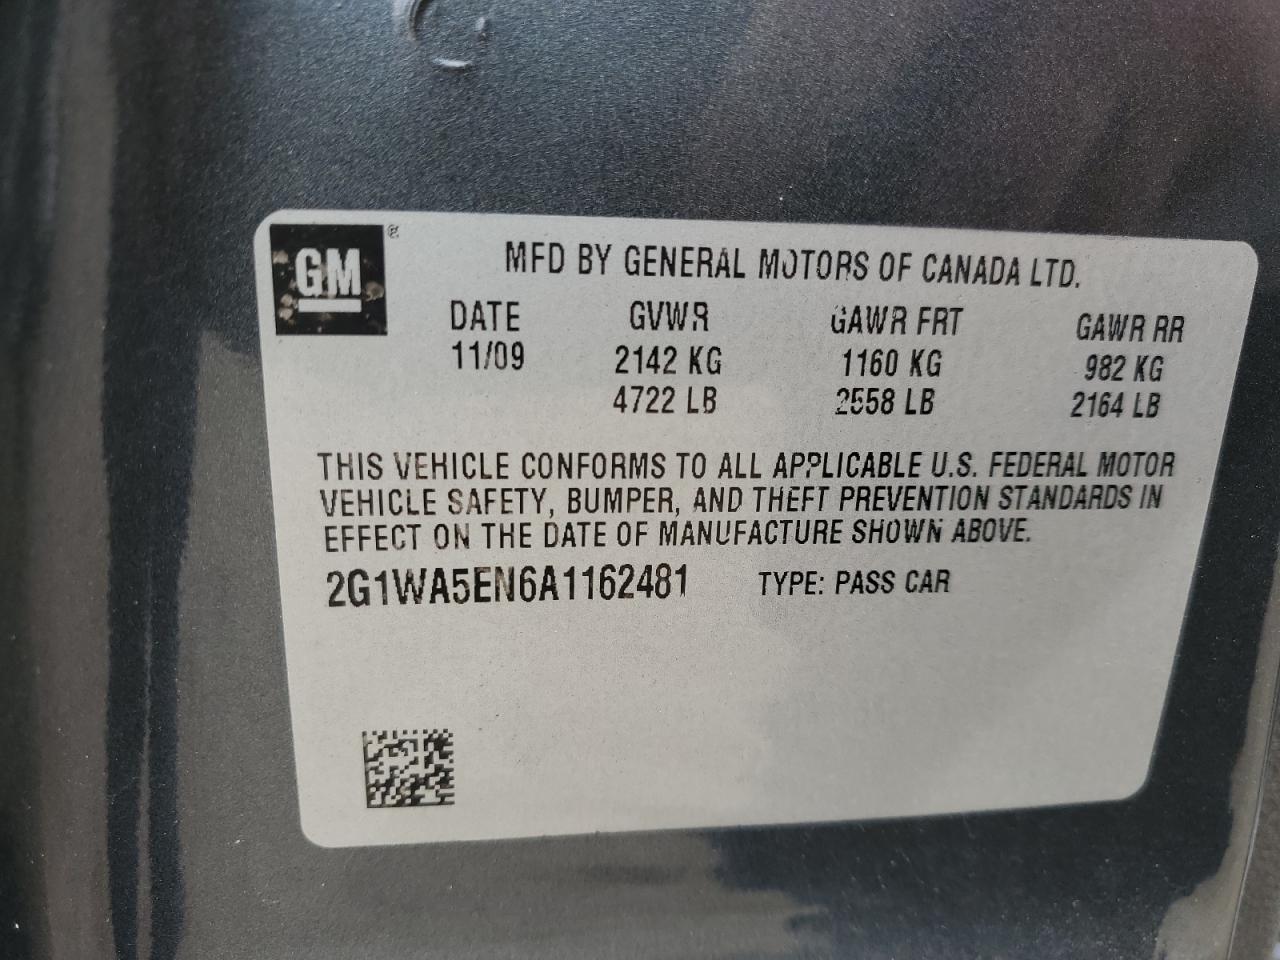 GM ®
MFD BY GENERAL MOTORS OF CANADA LTD.
DATE GVWR GAWR FRT GAWR RR
11/09 2142 KG 1160 KG 982 KG
4722 LB 2558 LB 2164 LB
THIS VEHICLE CONFORMS TO ALL APPLICABLE U.S. FEDERAL MOTOR
VEHICLE SAFETY, BUMPER, AND THEFT PREVENTION STANDARDS IN
EFFECT ON THE DATE OF MANUFACTURE SHOWN ABOVE.
2G1WA5EN6A1162481 TYPE: PASS CAR